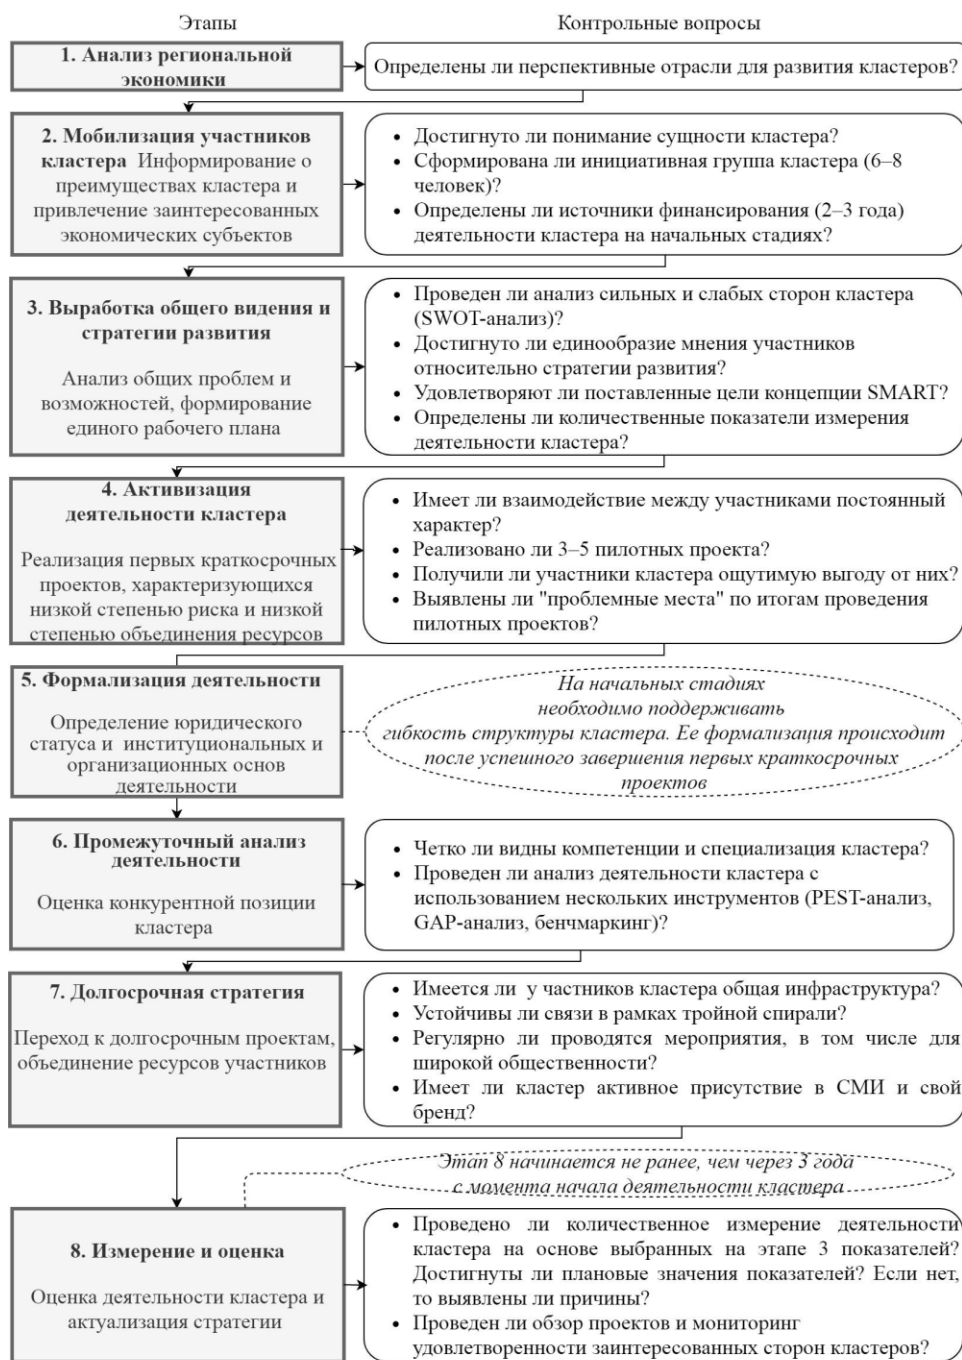 Этапы
Контрольные вопросы
1. Анализ региональной
экономики
Определены ли перспективные отрасли для развития кластеров?
2. Мобилизация участников
кластера Информирование о
преимуществах кластера и
привлечение заинтересованных
экономических субъектов
• Достигнуто ли понимание сущности кластера?
• Сформирована ли инициативная группа кластера (6–8
человек)?
• Определены ли источники финансирования (2–3 года)
деятельности кластера на начальных стадиях?
3. Выработка общего видения и
стратегии развития
Анализ общих проблем и
возможностей, формирование
единого рабочего плана
• Проведен ли анализ сильных и слабых сторон кластера
(SWOT-анализ)?
• Достигнуто ли единообразие мнения участников
относительно стратегии развития?
• Удовлетворяют ли поставленные цели концепции SMART?
• Определены ли количественные показатели измерения
деятельности кластера?
4. Активизация
деятельности кластера
Реализация первых краткосрочных
проектов, характеризующихся
низкой степенью риска и низкой
степенью объединения ресурсов
• Имеет ли взаимодействие между участниками постоянный
характер?
• Реализовано ли 3–5 пилотных проекта?
• Получили ли участники кластера ощутимую выгоду от них?
• Выявлены ли "проблемные места" по итогам проведения
пилотных проектов?
5. Формализация деятельности
Определение юридического
статуса и институциональных и
организационных основ
деятельности
На начальных стадиях
необходимо поддерживать
гибкость структуры кластера. Ее формализация происходит
после успешного завершения первых краткосрочных
проектов
6. Промежуточный анализ
деятельности
Оценка конкурентной позиции
кластера
• Четко ли видны компетенции и специализация кластера?
• Проведен ли анализ деятельности кластера с
использованием нескольких инструментов (PEST-анализ,
GAP-анализ, бенчмаркинг)?
7. Долгосрочная стратегия
Переход к долгосрочным проектам,
объединение ресурсов участников
• Имеется ли у частников кластера общая инфраструктура?
• Устойчивы ли связи в рамках тройной спирали?
• Регулярно ли проводятся мероприятия, в том числе для
широкой общественности?
• Имеет ли кластер активное присутствие в СМИ и свой
бренд?
Этап 8 начинается не ранее, чем через 3 года
с момента начала деятельности кластера
8. Измерение и оценка
Оценка деятельности кластера и
актуализация стратегии
• Проведено ли количественное измерение деятельности
кластера на основе выбранных на этапе 3 показателей?
Достигнуты ли плановые значения показателей? Если нет,
то выявлены ли причины?
• Проведен ли обзор проектов и мониторинг
удовлетворенности заинтересованных сторон кластеров?